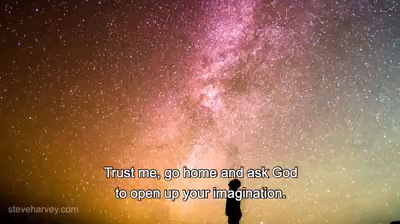 Trust me, go home and ask God
to open up your imagination.
steveharvey.com